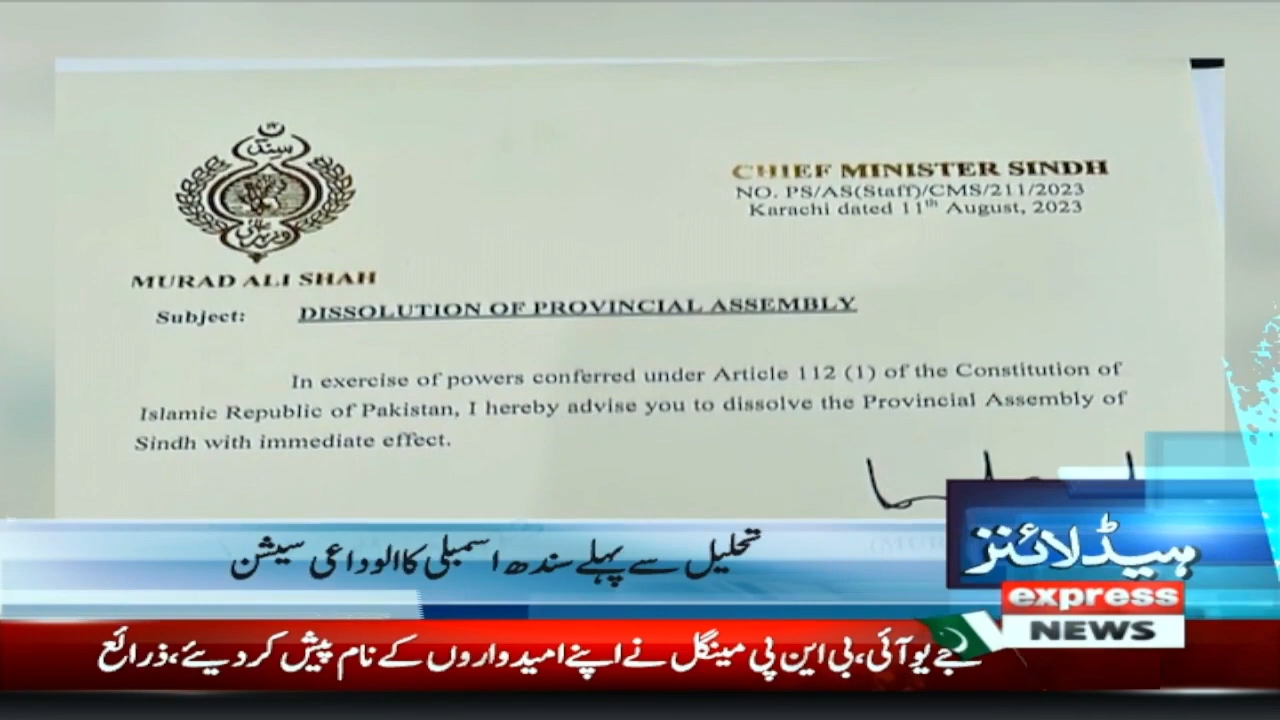 سندھ
وزیراعلیٰ
MURAD ALI SHAH
CHIEF MINISTER SINDH
NO. PS/AS(Staff)/CMS/211/2023
Karachi dated 11th August, 2023
Subject: DISSOLUTION OF PROVINCIAL ASSEMBLY
In exercise of powers conferred under Article 112 (1) of the Constitution of
Islamic Republic of Pakistan, I hereby advise you to dissolve the Provincial Assembly of
Sindh with immediate effect.
تحلیل سے پہلے سندھ اسمبلی کا الوداعی سیشن
ہیڈلائنز
express
NEWS
جے یو آئی، بی این پی مینگل نے اپنے امیدواروں کے نام پیش کر دیئے، ذرائع